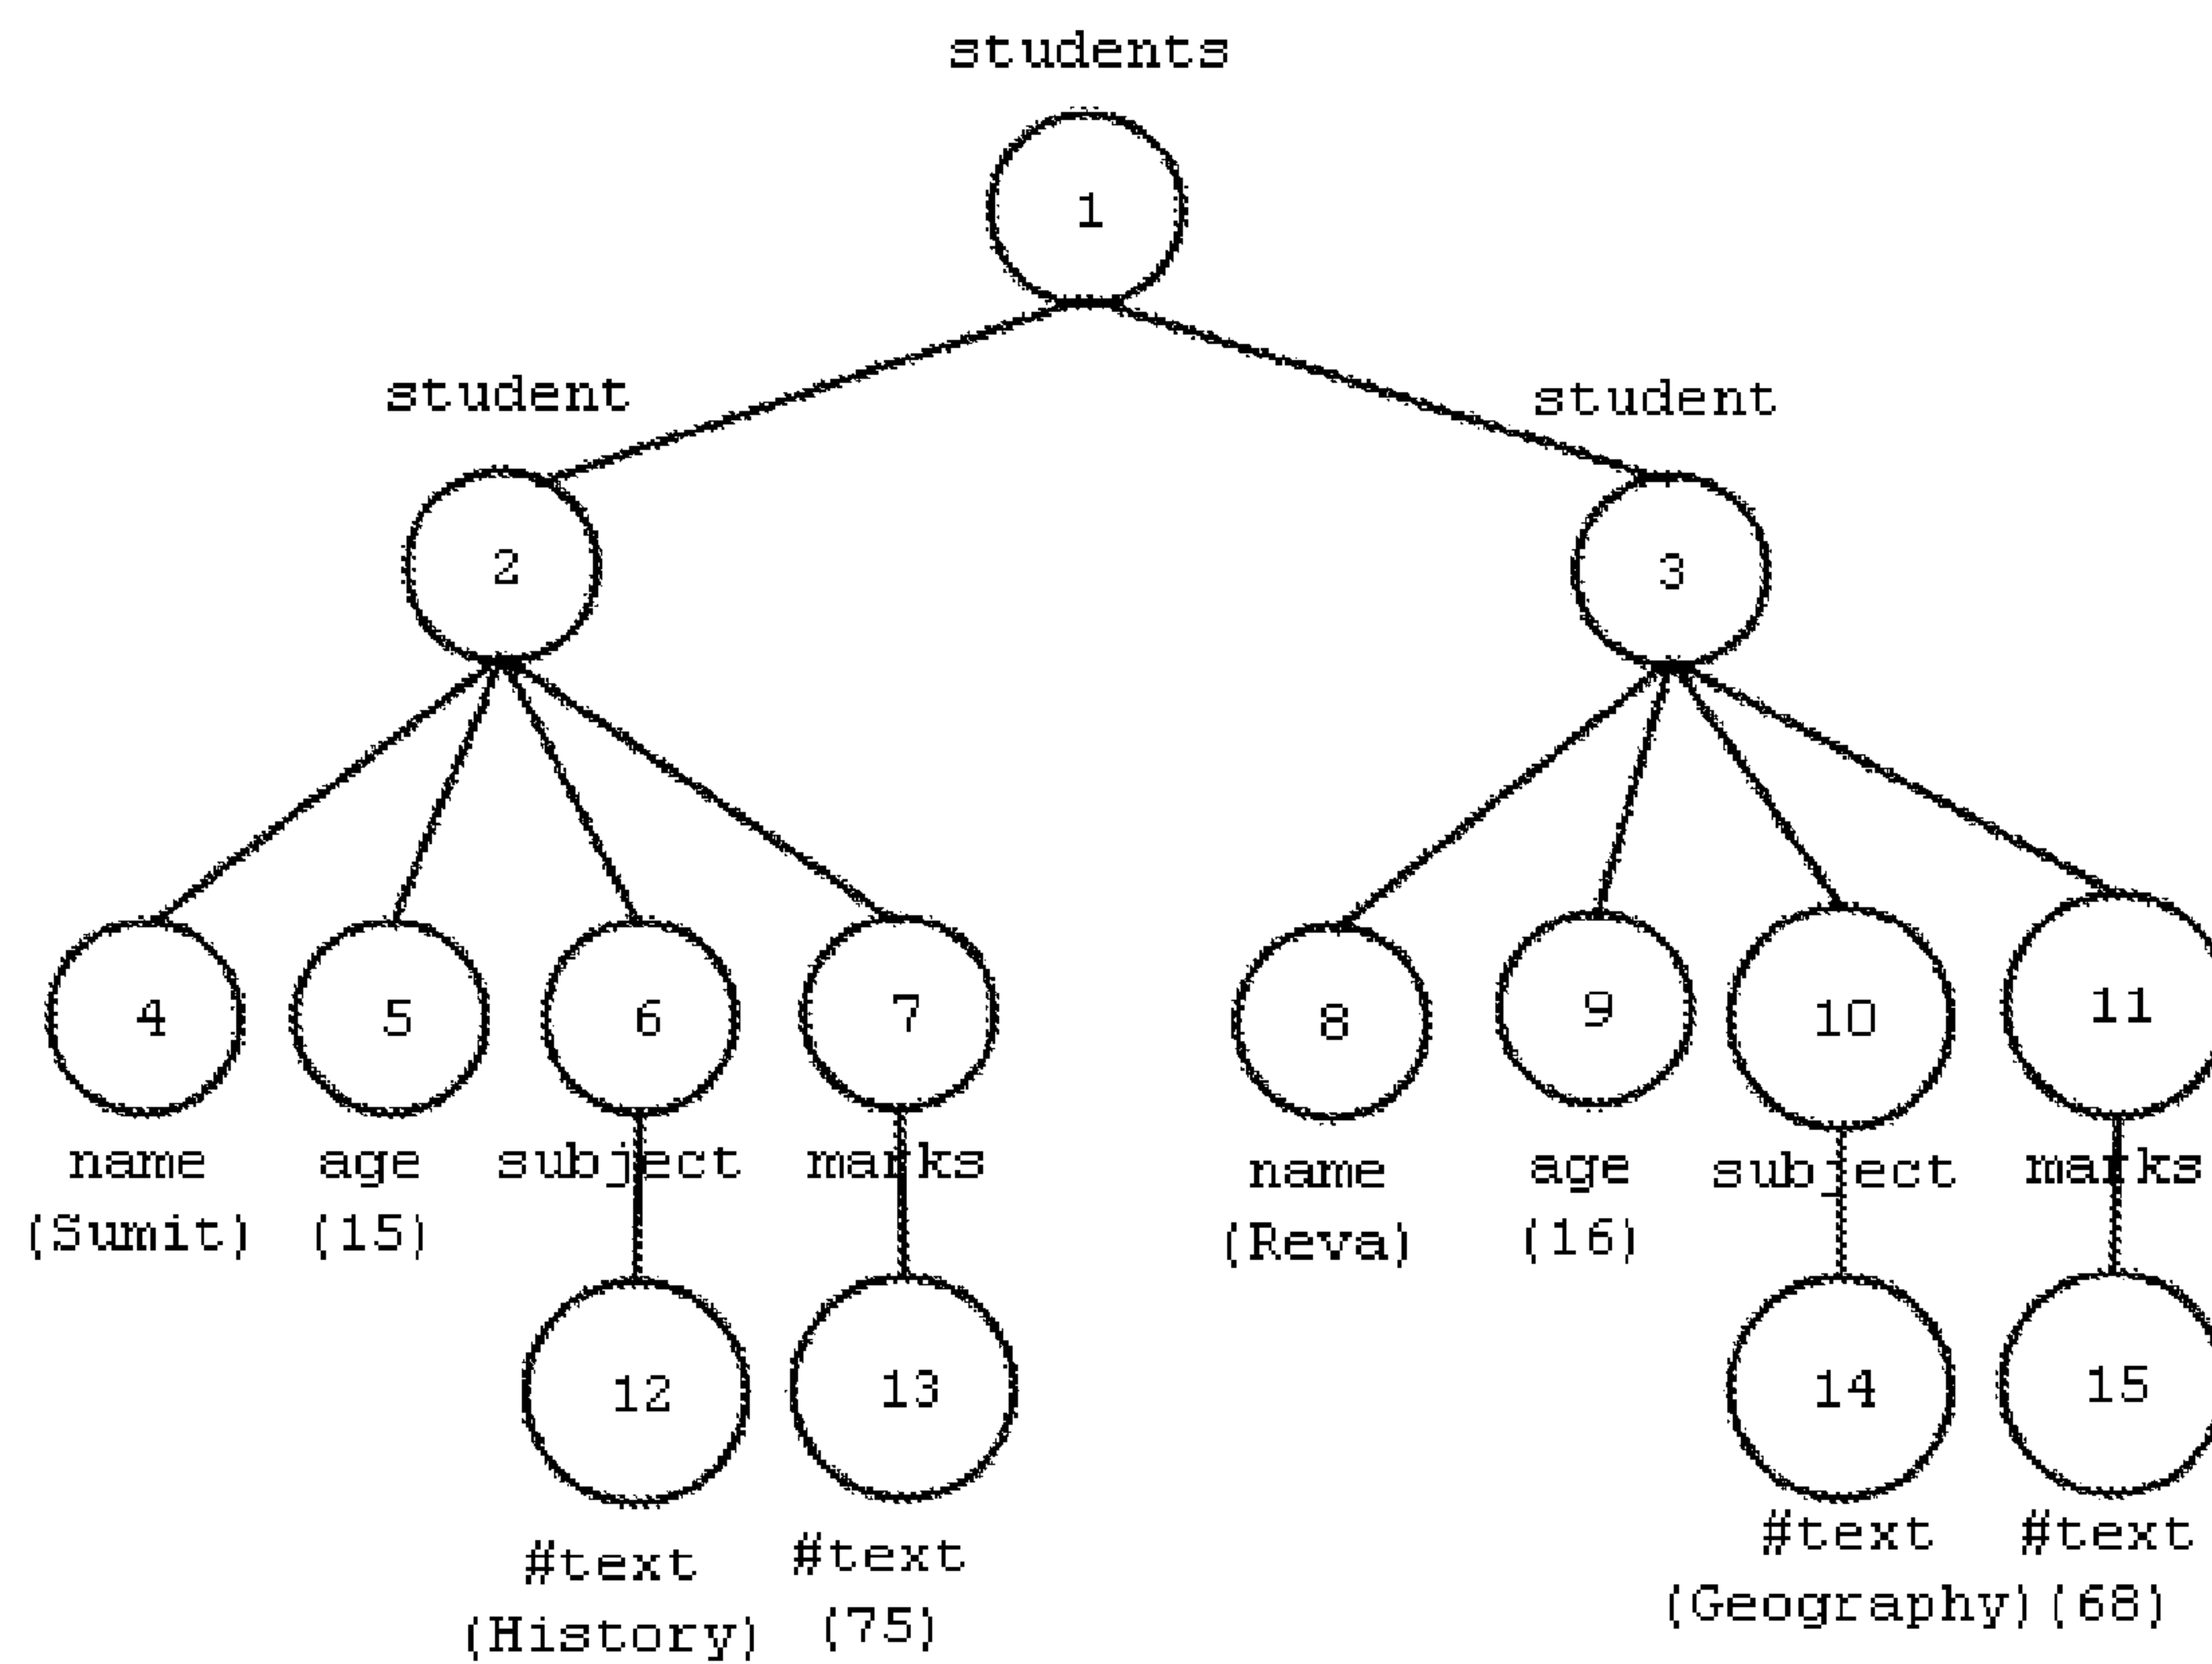 students
1
student student
2 3
4 5 6 7 8 9 10 11
name age subject marks name age subject marks
(Sumit) (15) (Reva) (16)
12 13 14 15
#text #text #text #text
(History) (75) (Geography) (68)